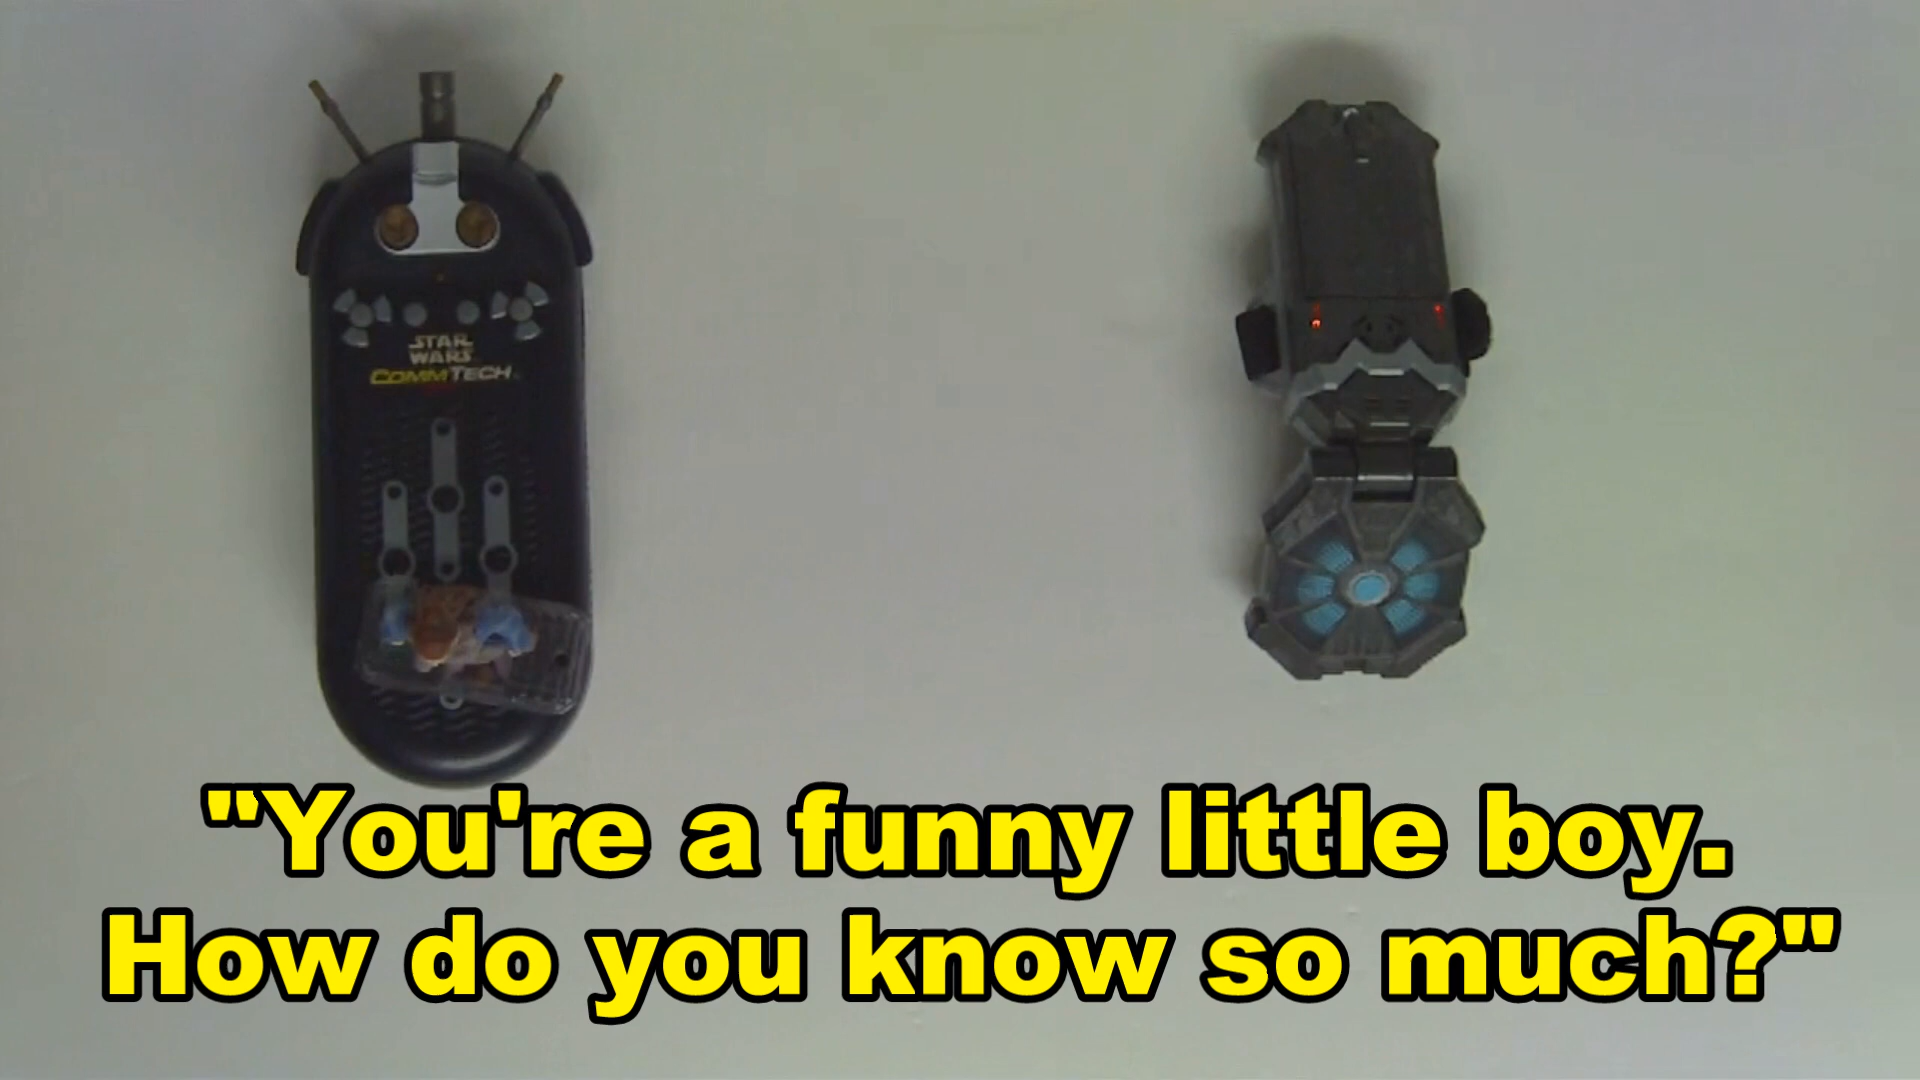 STAR
WARS
COMMTECH
"You're a funny little boy.
How do you know so much?"